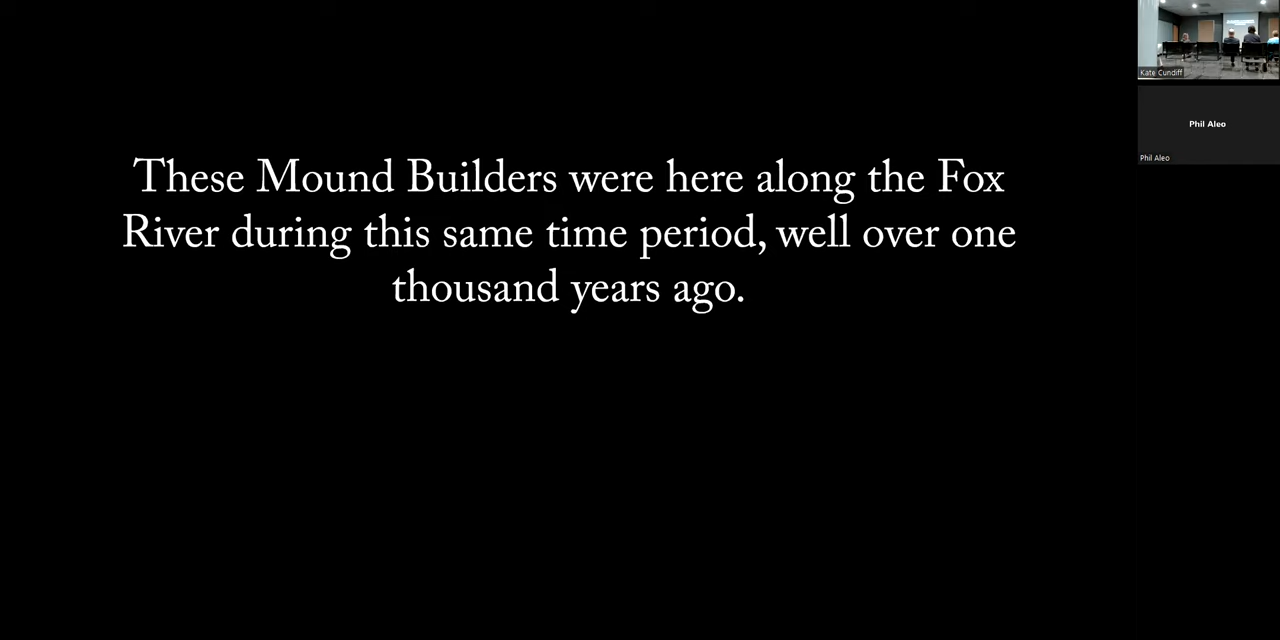 These Mound Builders were here along the Fox
River during this same time period, well over one
thousand years ago.
Kate Cundiff
Phil Aleo
Phil Aleo